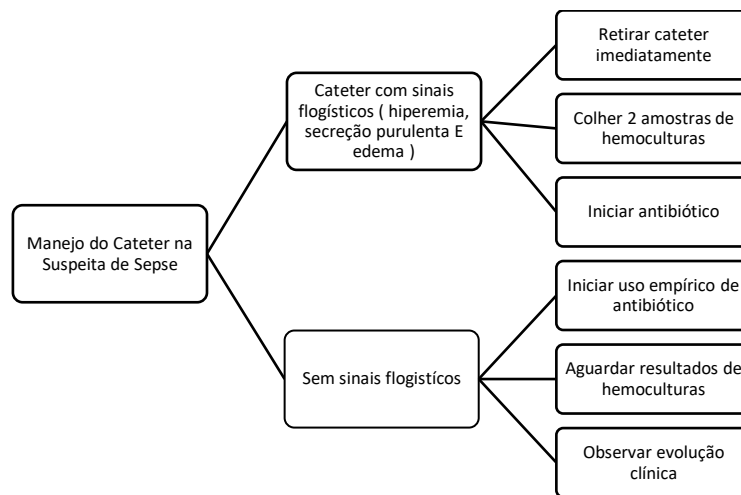 Manejo do Cateter na
Suspeita de Sepse
Cateter com sinais
flogísticos ( hiperemia,
secreção purulenta E
edema )
Retirar cateter
imediatamente
Colher 2 amostras de
hemoculturas
Iniciar antibiótico
Sem sinais flogistícos
Iniciar uso empírico de
antibiótico
Aguardar resultados de
hemoculturas
Observar evolução
clínica